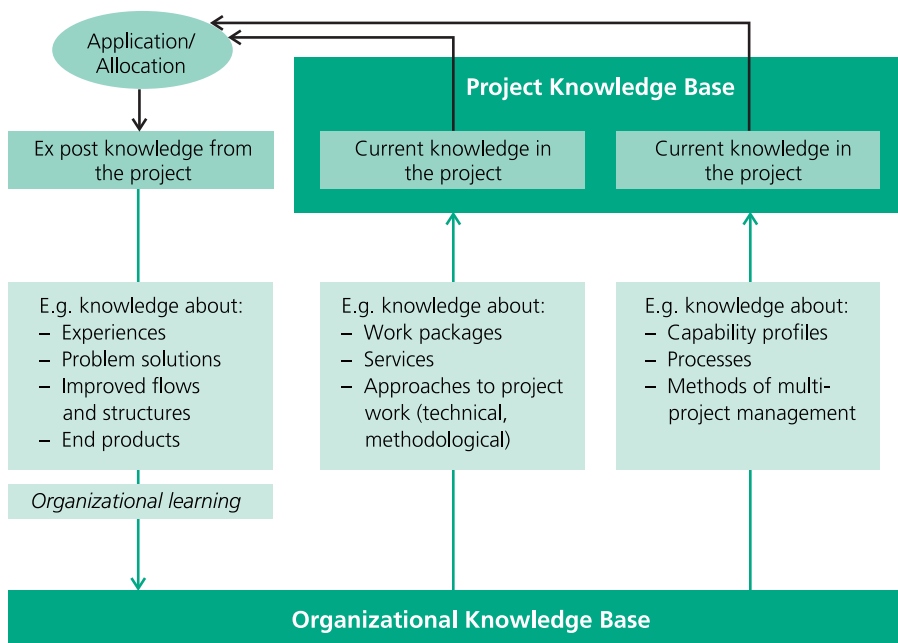 Application/
Allocation
Project Knowledge Base
Ex post knowledge from
the project
Current knowledge in
the project
Current knowledge in
the project
E.g. knowledge about:
– Experiences
– Problem solutions
– Improved flows
and structures
– End products
E.g. knowledge about:
– Work packages
– Services
– Approaches to project
work (technical,
methodological)
E.g. knowledge about:
– Capability profiles
– Processes
– Methods of multi-
project management
Organizational learning
Organizational Knowledge Base